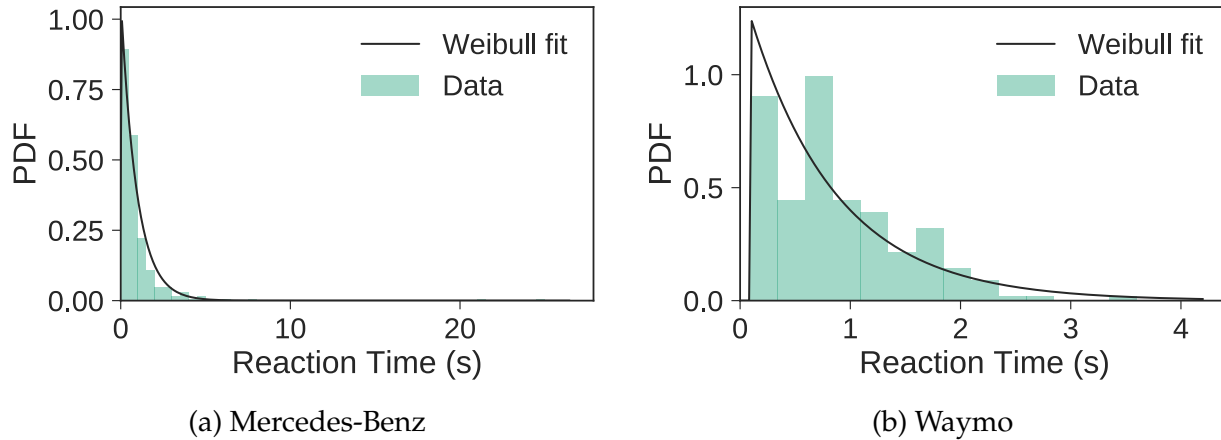 1.00
0.75
0.50
0.25
0.00
PDF
Weibull fit
Data
0
10
20
Reaction Time (s)
(a) Mercedes-Benz
1.0
0.5
0.0
PDF
Weibull fit
Data
0
1
2
3
4
Reaction Time (s)
(b) Waymo